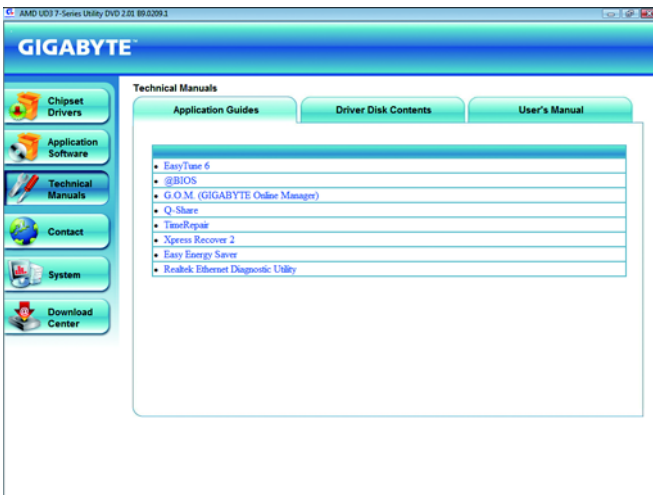 AMD UD3 7-Series Utility DVD 2.01 B9.0209.1
GIGABYTE™
Chipset
Drivers
Application
Software
Technical
Manuals
Contact
System
Download
Center
Technical Manuals
Application Guides
Driver Disk Contents
User's Manual
• EasyTune 6
• @BIOS
• G.O.M. (GIGABYTE Online Manager)
• Q-Share
• TimeRepair
• Xpress Recover 2
• Easy Energy Saver
• Realtek Ethernet Diagnostic Utility